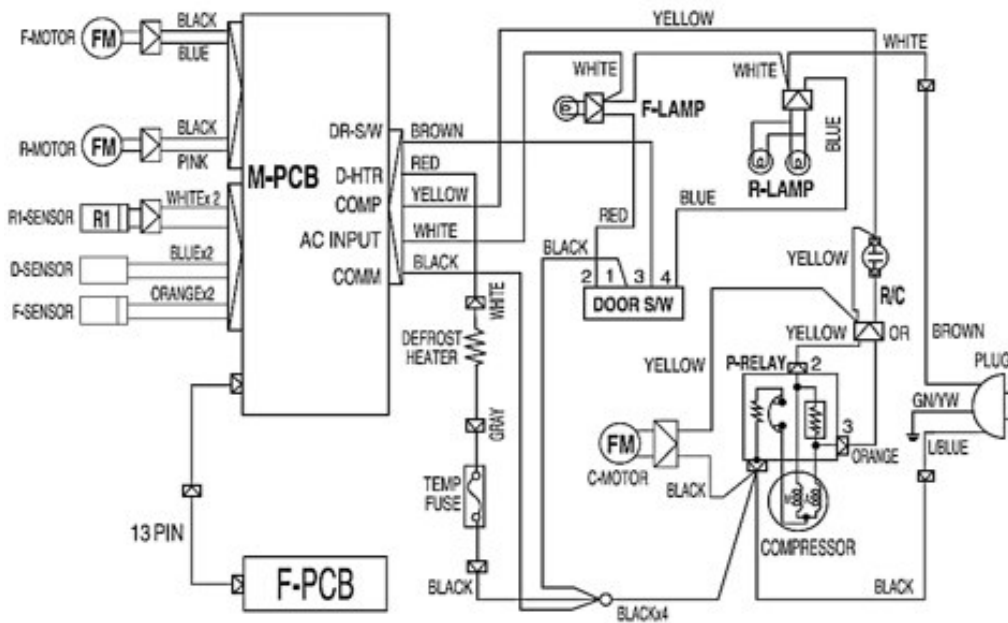 YELLOW
F-MOTOR
FM
BLACK
BLUE
WHITE
WHITE
WHITE
F-LAMP
R-MOTOR
FM
BLACK
PINK
M-PCB
DR-S/W
BROWN
D-HTR
RED
COMP
YELLOW
AC INPUT
WHITE
COMM
BLACK
BLUE
R-LAMP
R1-SENSOR
R1
WHITEx 2
D-SENSOR
BLUEx2
F-SENSOR
ORANGEx2
RED
BLUE
BLACK
2 1 3 4
DOOR S/W
YELLOW
R/C
WHITE
DEFROST
HEATER
GRAY
TEMP
FUSE
BLACK
YELLOW
YELLOW
OR
BROWN
PLUG
P-RELAY
2
GN/YW
L/BLUE
3
ORANGE
FM
C-MOTOR
BLACK
COMPRESSOR
BLACK
13 PIN
F-PCB
BLACKx4